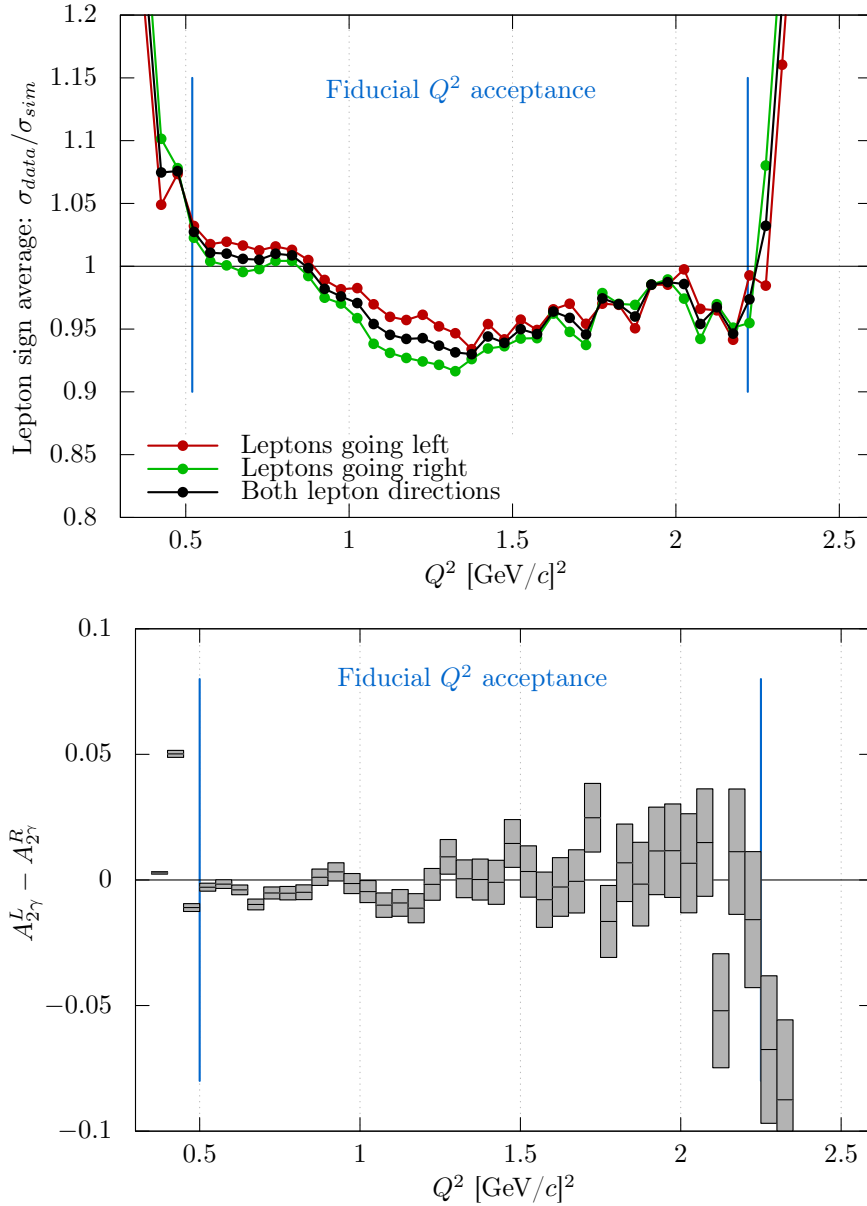 1.2
1.15
1.1
1.05
1
0.95
0.9
0.85
0.8
Lepton sign average: σ_data/σ_sim
Fiducial Q² acceptance
Leptons going left
Leptons going right
Both lepton directions
0.5 1 1.5 2 2.5
Q² [GeV/c]²
0.1
0.05
0
−0.05
−0.1
A^L_2γ − A^R_2γ
Fiducial Q² acceptance
0.5 1 1.5 2 2.5
Q² [GeV/c]²